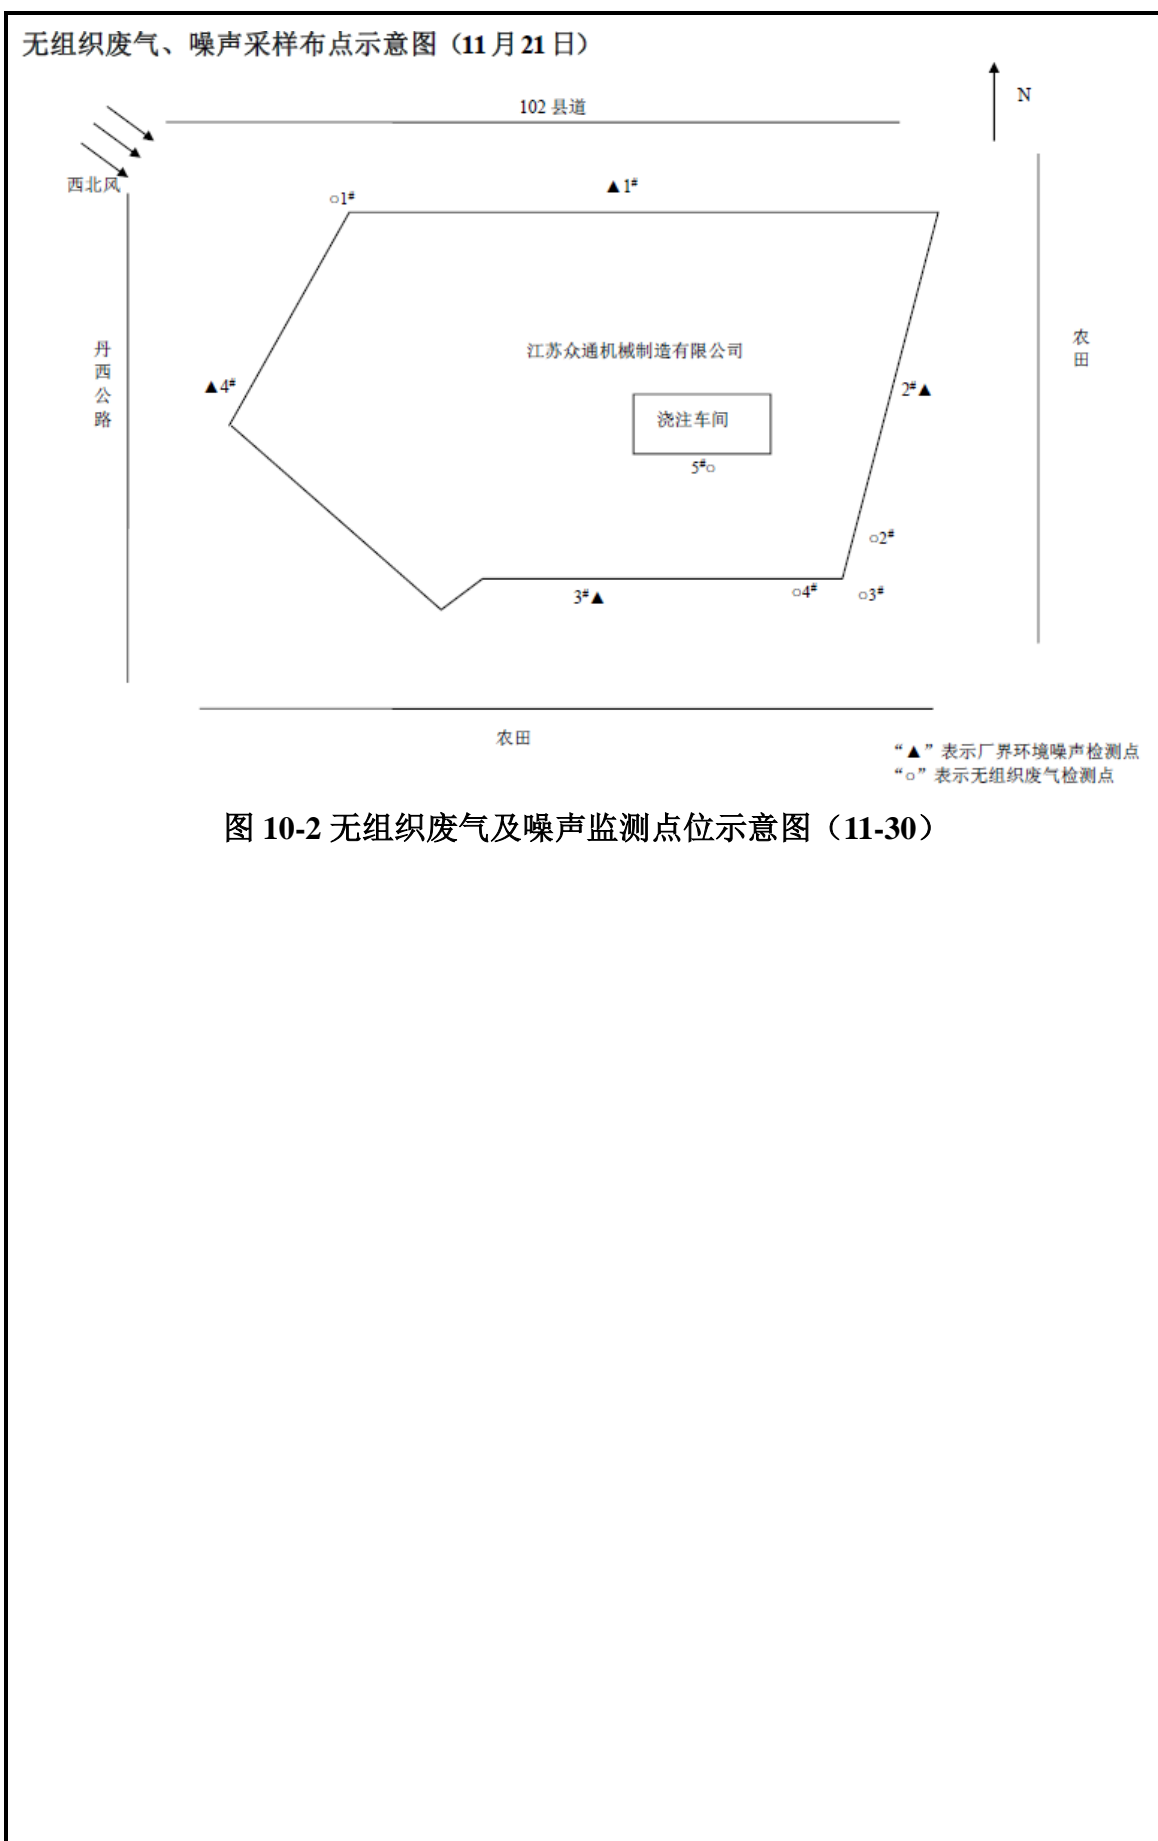 无组织废气、噪声采样布点示意图（11月21日）
N
102 县道
西北风
▲1#
○1#
丹西公路
农田
江苏众通机械制造有限公司
▲4#
2#▲
浇注车间
5#○
○2#
3#▲
○4#
○3#
农田
“▲”表示厂界环境噪声检测点
“○”表示无组织废气检测点
图 10-2 无组织废气及噪声监测点位示意图（11-30）